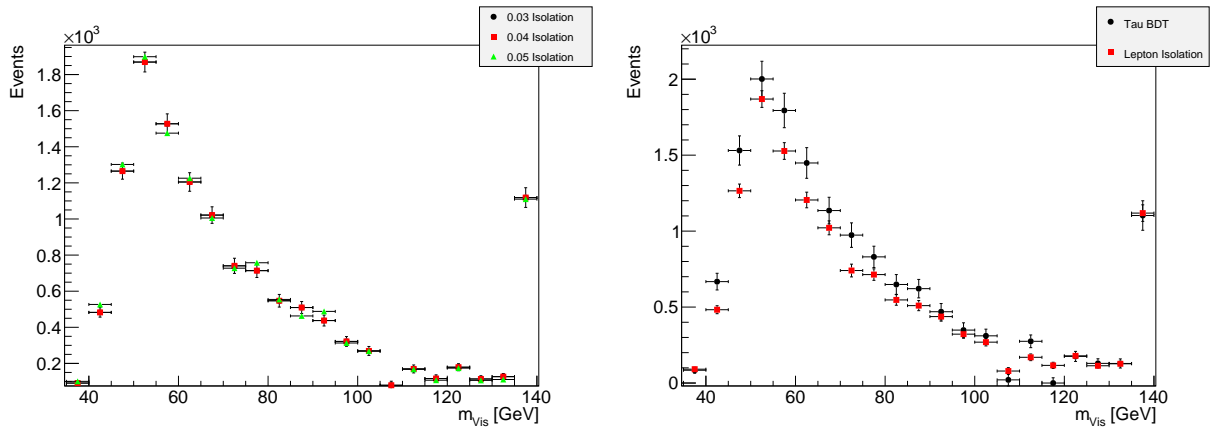 0.03 Isolation
0.04 Isolation
0.05 Isolation
×10³
Events
1.8
1.6
1.4
1.2
1
0.8
0.6
0.4
0.2
40 60 80 100 120 140
m_Vis [GeV]
Tau BDT
Lepton Isolation
×10³
Events
2
1.5
1
0.5
0
40 60 80 100 120 140
m_Vis [GeV]